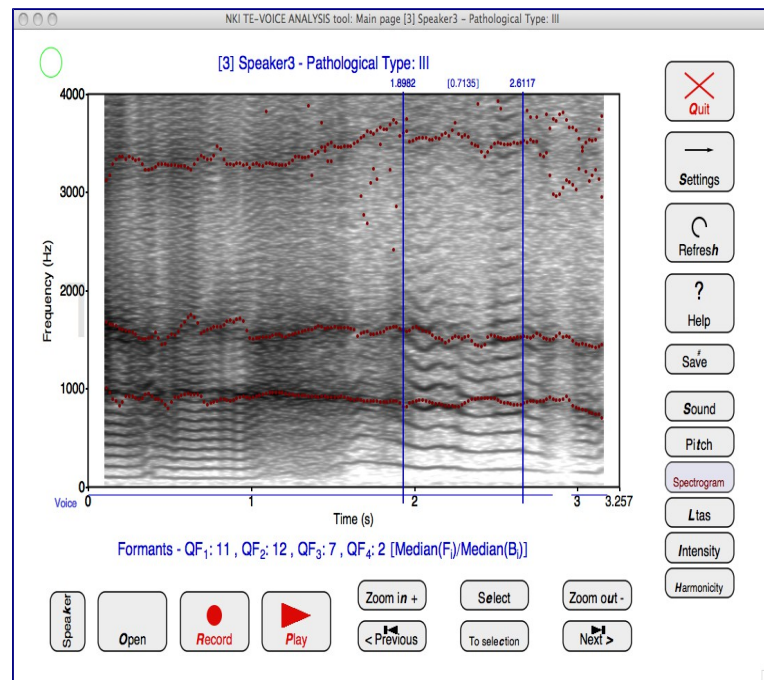 NKI TE-VOICE ANALYSIS tool: Main page [3] Speaker3 - Pathological Type: III
[3] Speaker3 - Pathological Type: III
1.8982 [0.7135] 2.6117
4000
3000
2000
1000
0
Frequency (Hz)
Voice 0 1 2 3 3.257
Time (s)
Formants - QF1: 11 , QF2: 12 , QF3: 7 , QF4: 2 [Median(Fi)/Median(Bi)]
Quit
Settings
Refresh
?
Help
#
Save
Sound
Pitch
Spectrogram
Ltas
Intensity
Harmonicity
Speaker
Open
Record
Play
Zoom in +
Select
Zoom out -
< Previous
To selection
Next >